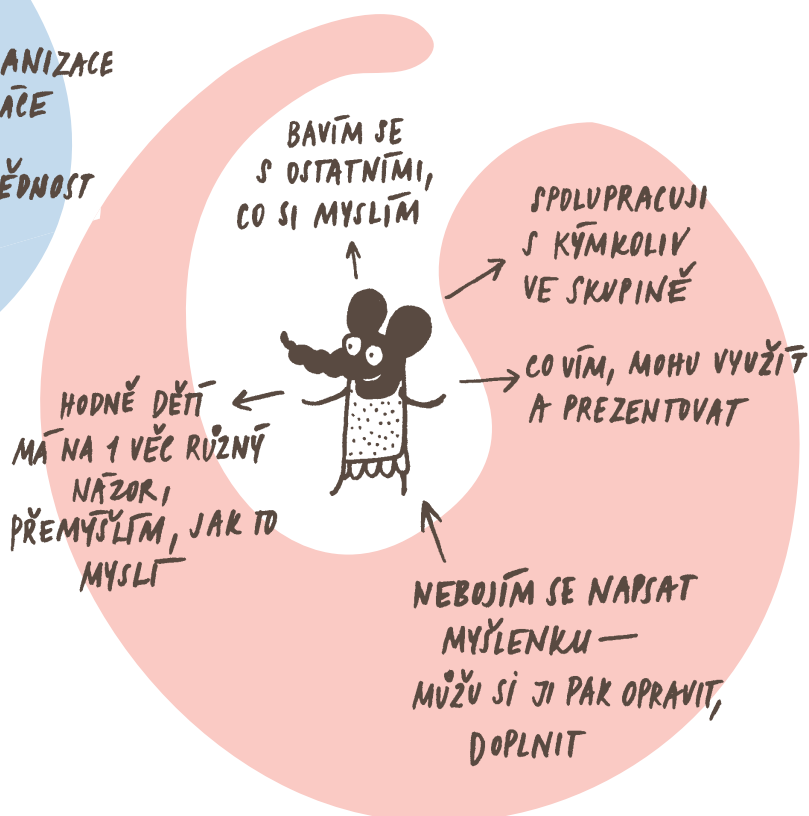 ANIZACE
ÁČE
ĚDNOST
BAVÍM SE
S OSTATNÍMI,
CO SI MYSLÍM
SPOLUPRACUJI
S KÝMKOLIV
VE SKUPINĚ
CO VÍM, MOHU VYUŽÍT
A PREZENTOVAT
HODNĚ DĚTÍ
MÁ NA 1 VĚC RŮZNÝ
NÁZOR,
PŘEMÝŠLÍM, JAK TO
MYSLÍ
NEBOJÍM SE NAPSAT
MYŠLENKU —
MŮŽU SI JI PAK OPRAVIT,
DOPLNIT